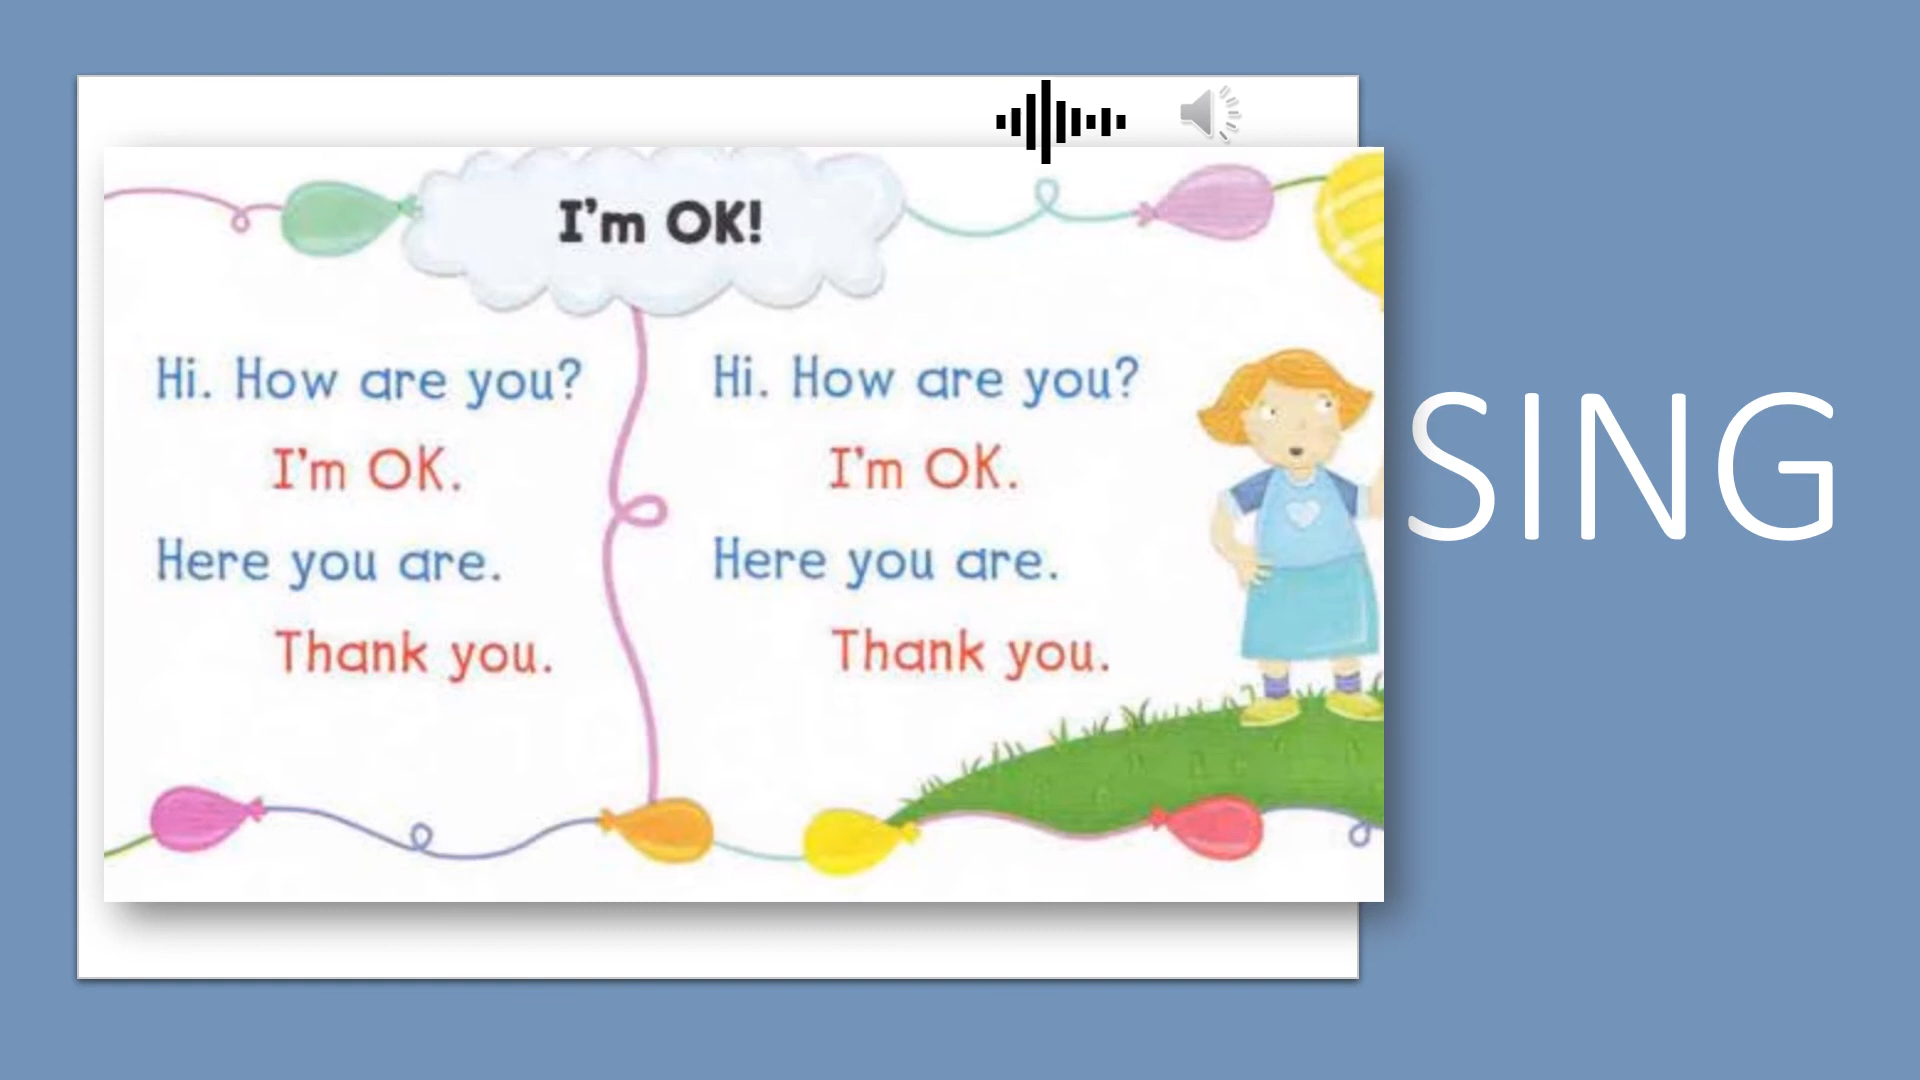 I'm OK!
Hi. How are you?
I'm OK.
Here you are.
Thank you.
Hi. How are you?
I'm OK.
Here you are.
Thank you.
SING